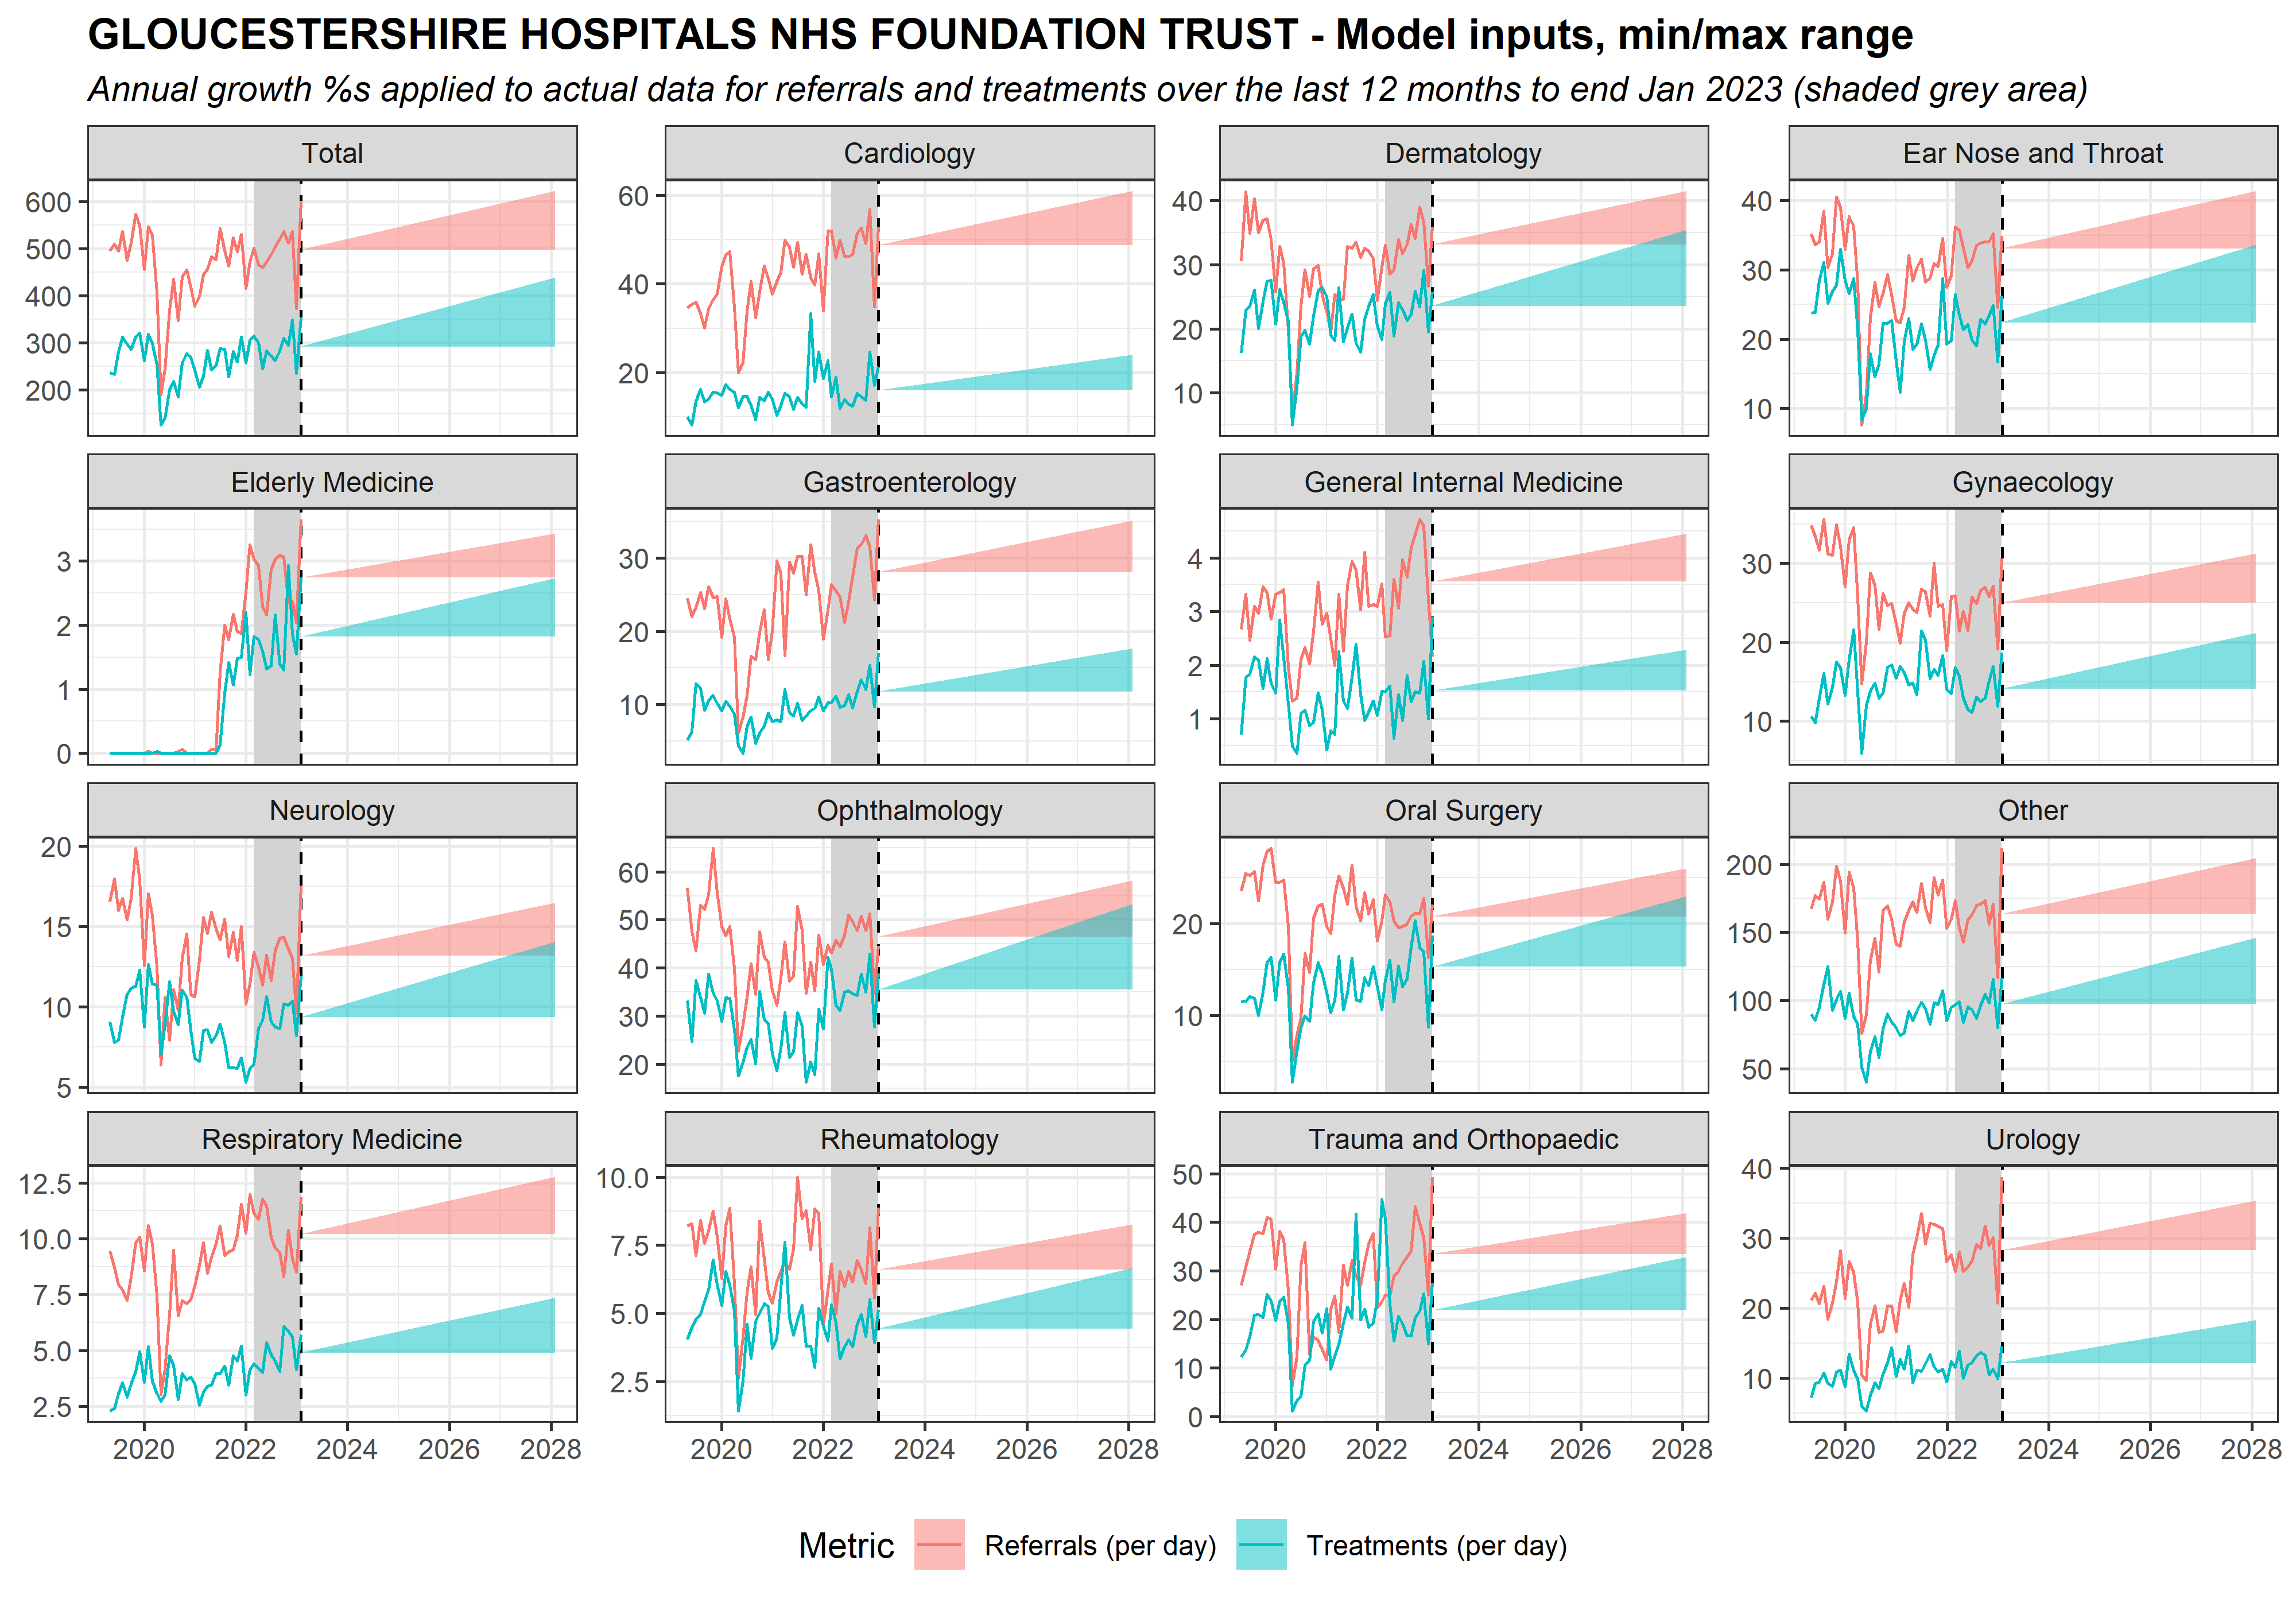 GLOUCESTERSHIRE HOSPITALS NHS FOUNDATION TRUST - Model inputs, min/max range
Annual growth %s applied to actual data for referrals and treatments over the last 12 months to end Jan 2023 (shaded grey area)
Total
600
500
400
300
200
Cardiology
60
40
20
Dermatology
40
30
20
10
Ear Nose and Throat
40
30
20
10
Elderly Medicine
3
2
1
0
Gastroenterology
30
20
10
General Internal Medicine
4
3
2
1
Gynaecology
30
20
10
Neurology
20
15
10
5
Ophthalmology
60
50
40
30
20
Oral Surgery
20
10
Other
200
150
100
50
Respiratory Medicine
12.5
10.0
7.5
5.0
2.5
Rheumatology
10.0
7.5
5.0
2.5
Trauma and Orthopaedic
50
40
30
20
10
0
Urology
40
30
20
10
2020 2022 2024 2026 2028
2020 2022 2024 2026 2028
2020 2022 2024 2026 2028
2020 2022 2024 2026 2028
Metric Referrals (per day) Treatments (per day)